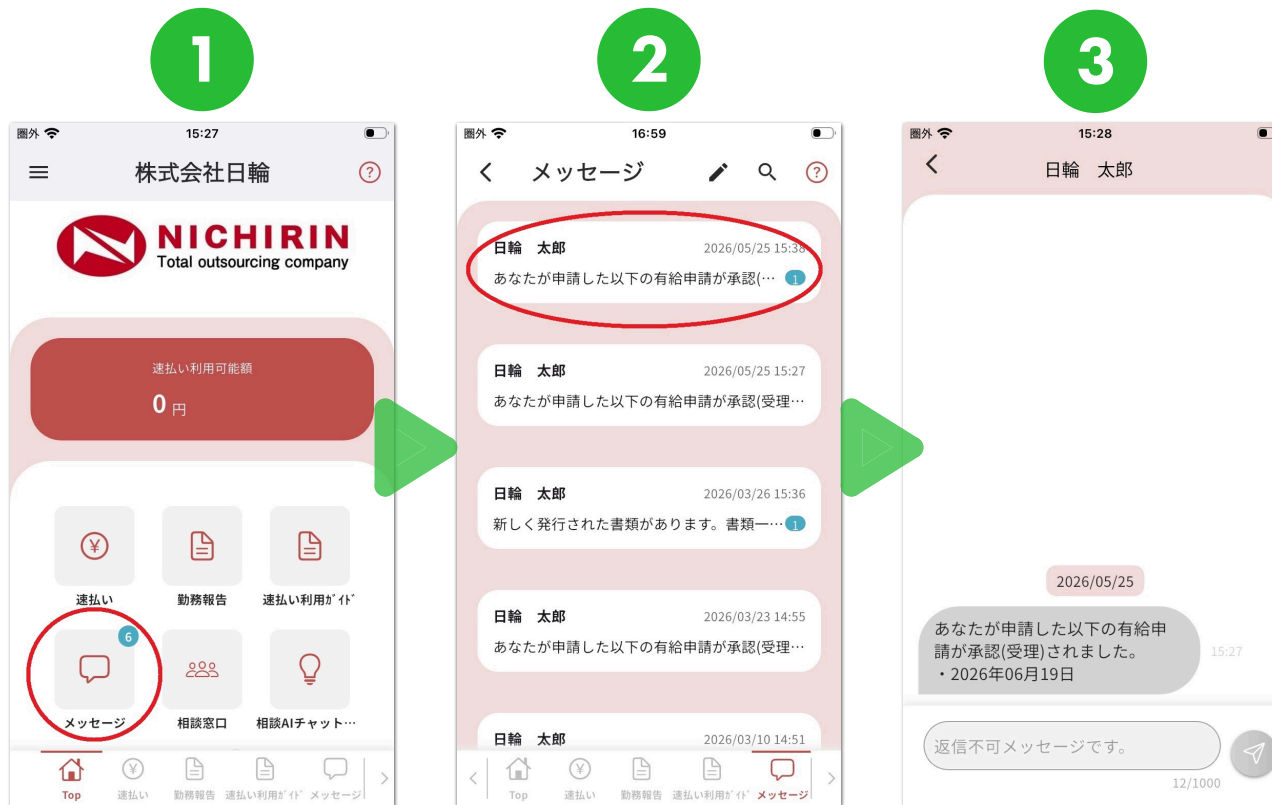 1
圏外 15:27
株式会社日輪 ?
NICHIRIN
Total outsourcing company
速払い利用可能額
0 円
速払い 勤務報告 速払い利用ガイド
6
メッセージ 相談窓口 相談AIチャット…
Top 速払い 勤務報告 速払い利用ガイド メッセージ
2
圏外 16:59
メッセージ ?
日輪 太郎 2026/05/25 15:38
あなたが申請した以下の有給申請が承認(… 1
日輪 太郎 2026/05/25 15:27
あなたが申請した以下の有給申請が承認(受理…
日輪 太郎 2026/03/26 15:36
新しく発行された書類があります。書類一… 1
日輪 太郎 2026/03/23 14:55
あなたが申請した以下の有給申請が承認(受理…
日輪 太郎 2026/03/10 14:51
Top 速払い 勤務報告 速払い利用ガイド メッセージ
3
圏外 15:28
日輪 太郎
2026/05/25
あなたが申請した以下の有給申
請が承認(受理)されました。
・2026年06月19日
15:27
返信不可メッセージです。
12/1000